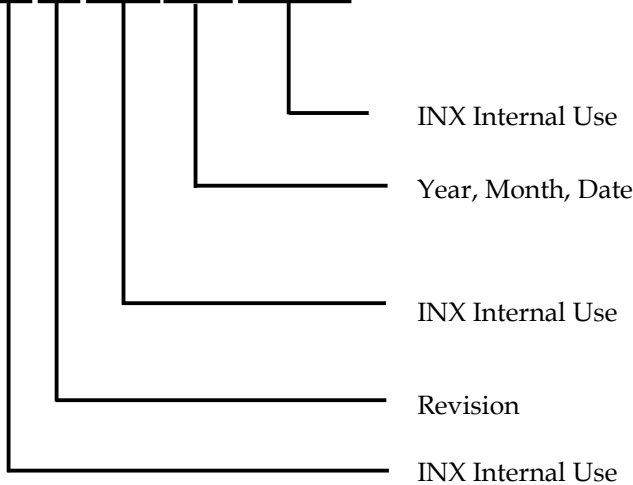 INX Internal Use
Year, Month, Date
INX Internal Use
Revision
INX Internal Use